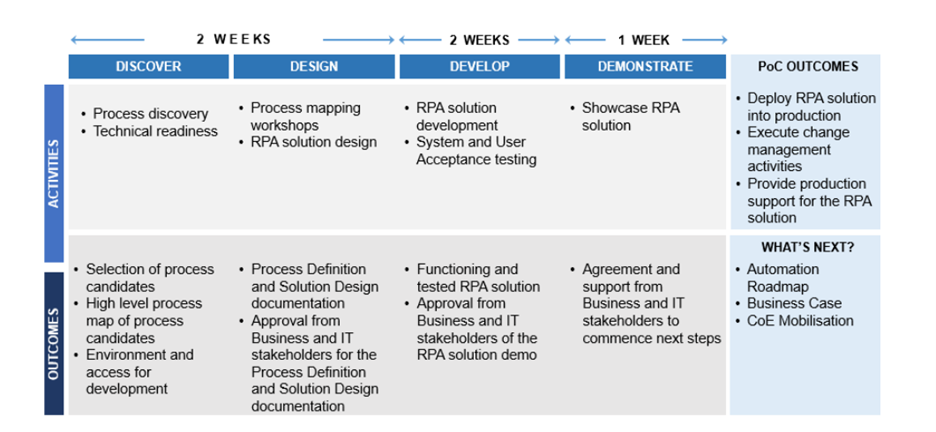 2 WEEKS
2 WEEKS
1 WEEK
DISCOVER
DESIGN
DEVELOP
DEMONSTRATE
PoC OUTCOMES
ACTIVITIES
• Process discovery
• Technical readiness
• Process mapping
workshops
• RPA solution design
• RPA solution
development
• System and User
Acceptance testing
• Showcase RPA
solution
• Deploy RPA solution
into production
• Execute change
management
activities
• Provide production
support for the RPA
solution
OUTCOMES
• Selection of process
candidates
• High level process
map of process
candidates
• Environment and
access for
development
• Process Definition
and Solution Design
documentation
• Approval from
Business and IT
stakeholders for the
Process Definition
and Solution Design
documentation
• Functioning and
tested RPA solution
• Approval from
Business and IT
stakeholders of the
RPA solution demo
• Agreement and
support from
Business and IT
stakeholders to
commence next steps
WHAT'S NEXT?
• Automation
Roadmap
• Business Case
• CoE Mobilisation